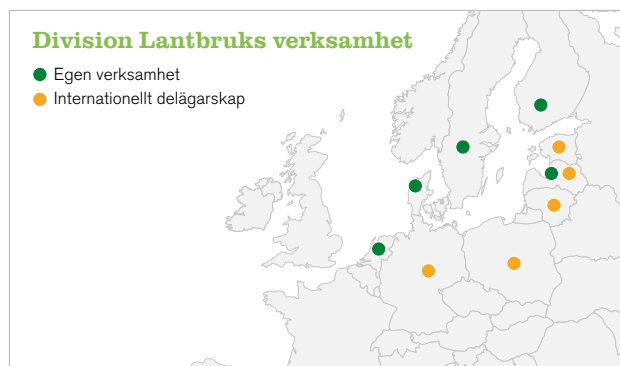 Division Lantbruks verksamhet
Egen verksamhet
Internationellt delägarskap